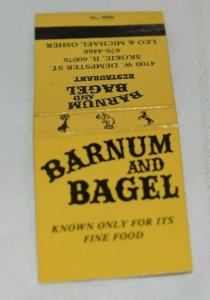 LEO & MICHAEL OSHER
676-4466
SKOKIE, IL 60076
4700 W. DEMPSTER ST.
RESTAURANT
BAGEL
AND
BARNUM
BARNUM
AND
BAGEL
KNOWN ONLY FOR ITS
FINE FOOD